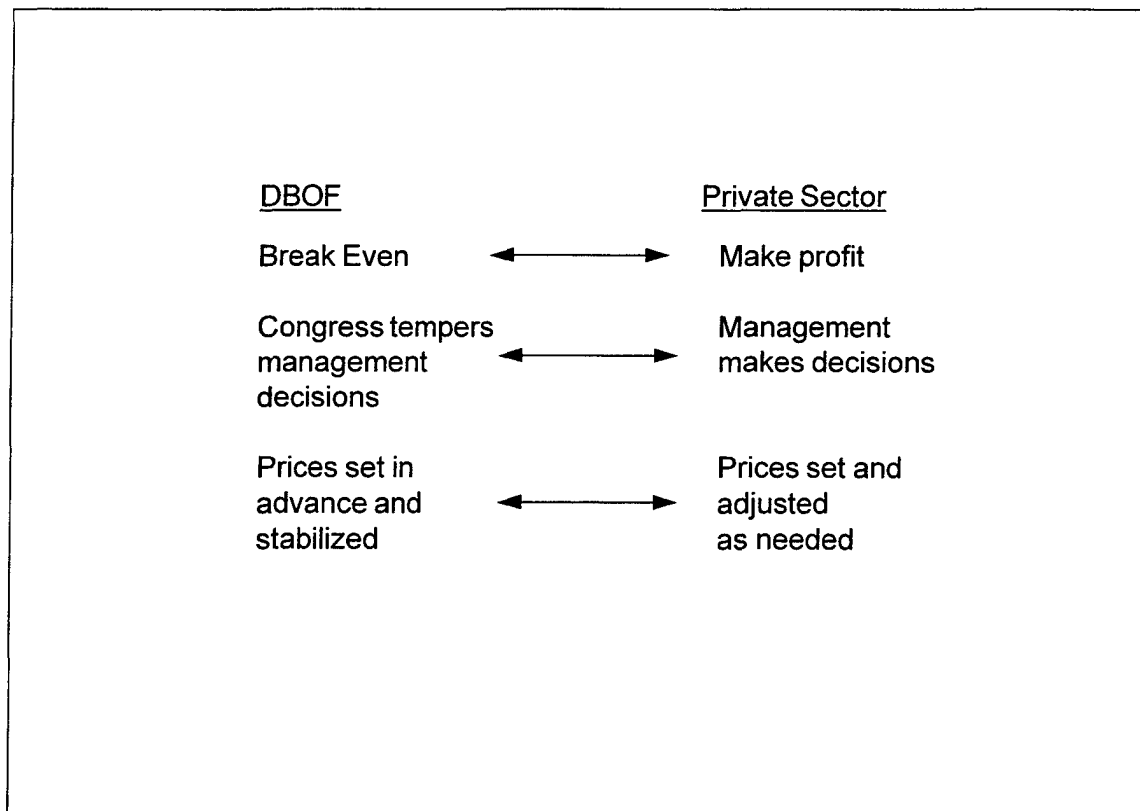 DBOF
Private Sector
Break Even
Make profit
Congress tempers
management
decisions
Management
makes decisions
Prices set in
advance and
stabilized
Prices set and
adjusted
as needed